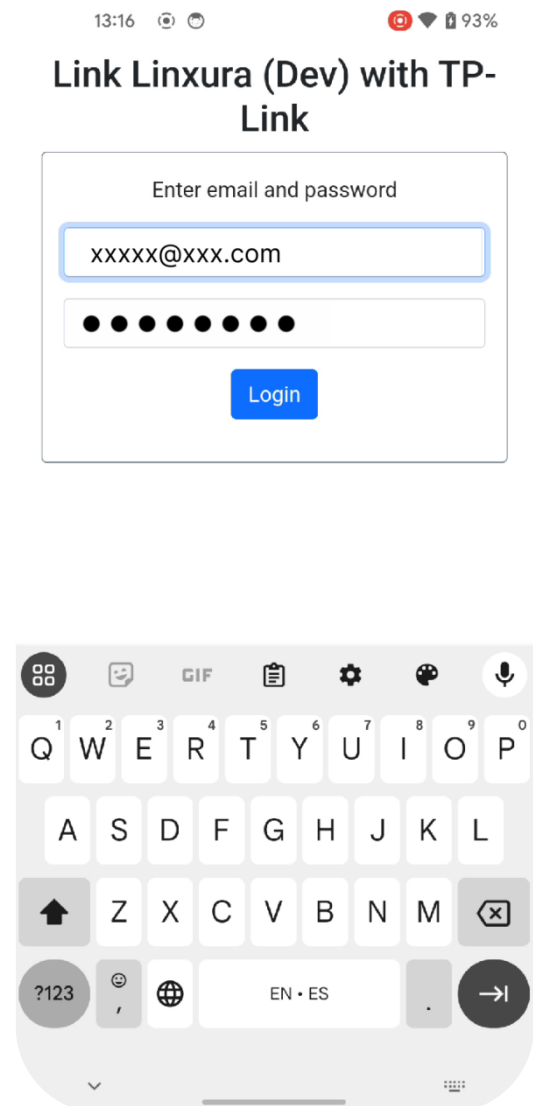 13:16 93%
Link Linxura (Dev) with TP-
Link
Enter email and password
xxxxx@xxx.com
Login
GIF
1 2 3 4 5 6 7 8 9 0
Q W E R T Y U I O P
A S D F G H J K L
Z X C V B N M
?123 , EN • ES .